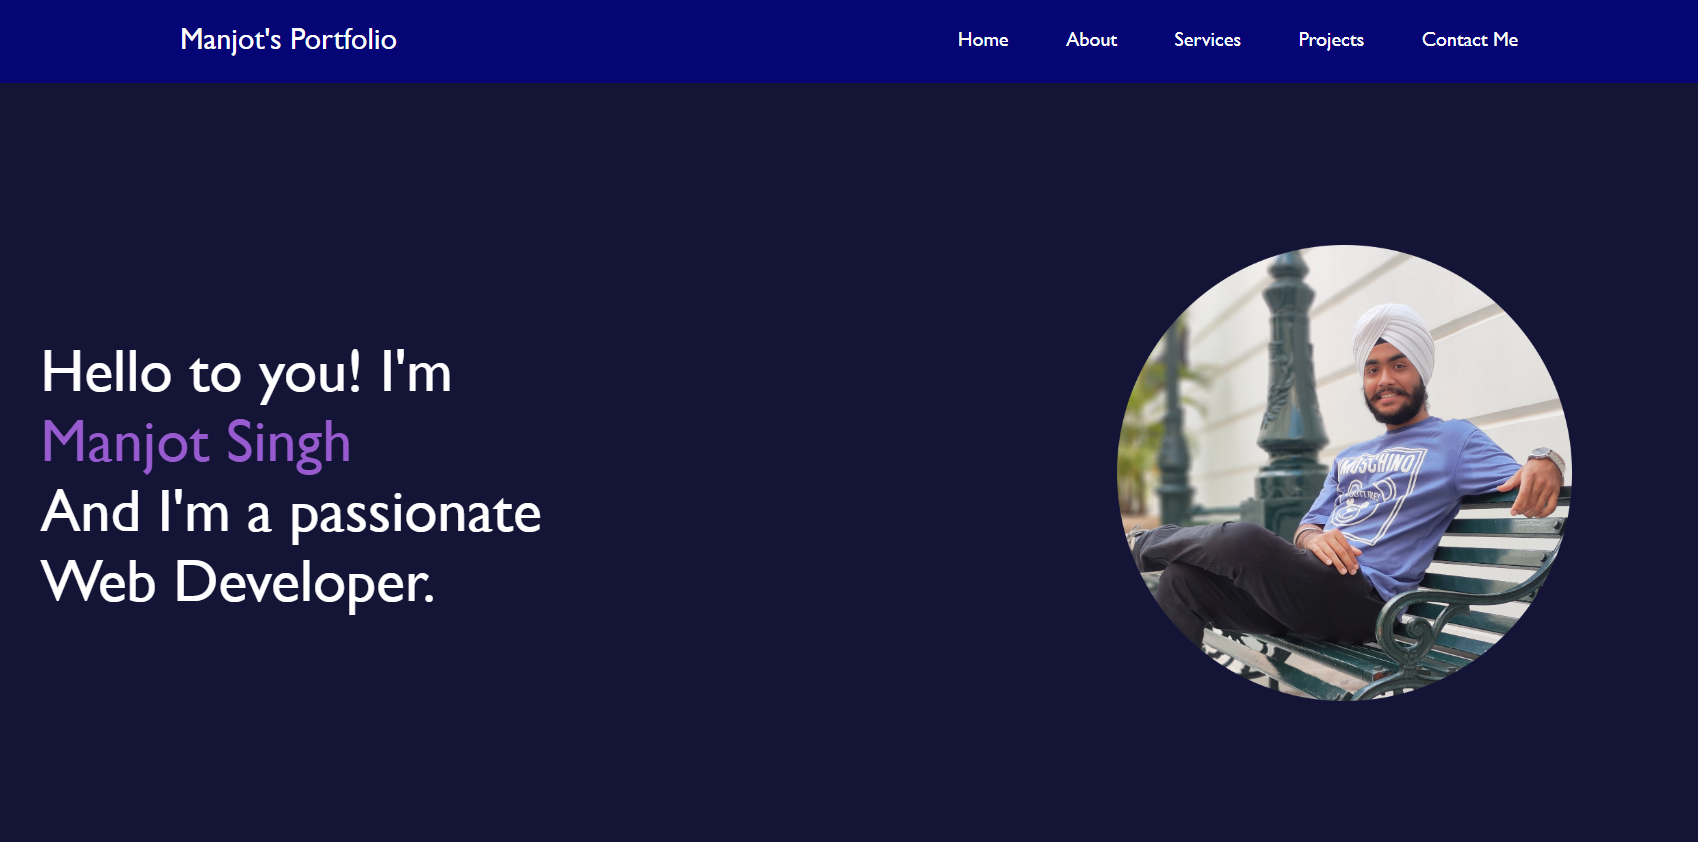 Manjot's Portfolio
Home About Services Projects Contact Me
Hello to you! I'm
Manjot Singh
And I'm a passionate
Web Developer.
MOSCHINO